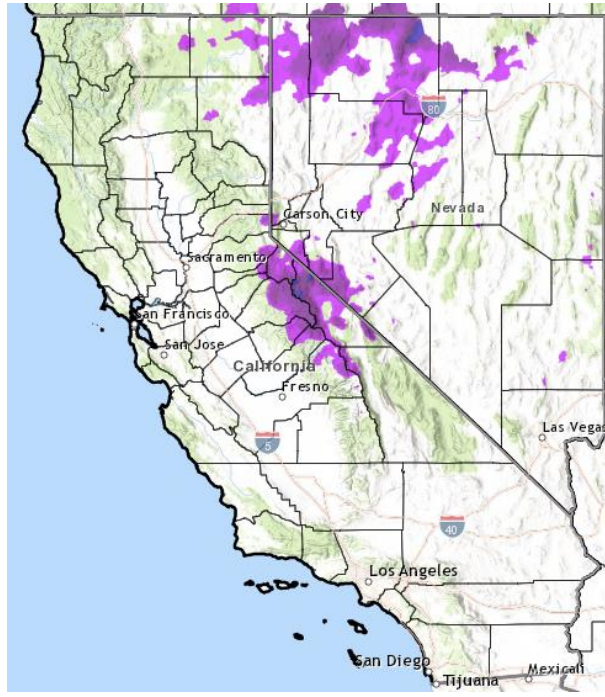 80
Carson City
Nevada
Sacramento
San Francisco
San Jose
California
Fresno
Las Vegas
5
40
Los Angeles
San Diego
Mexicali
Tijuana